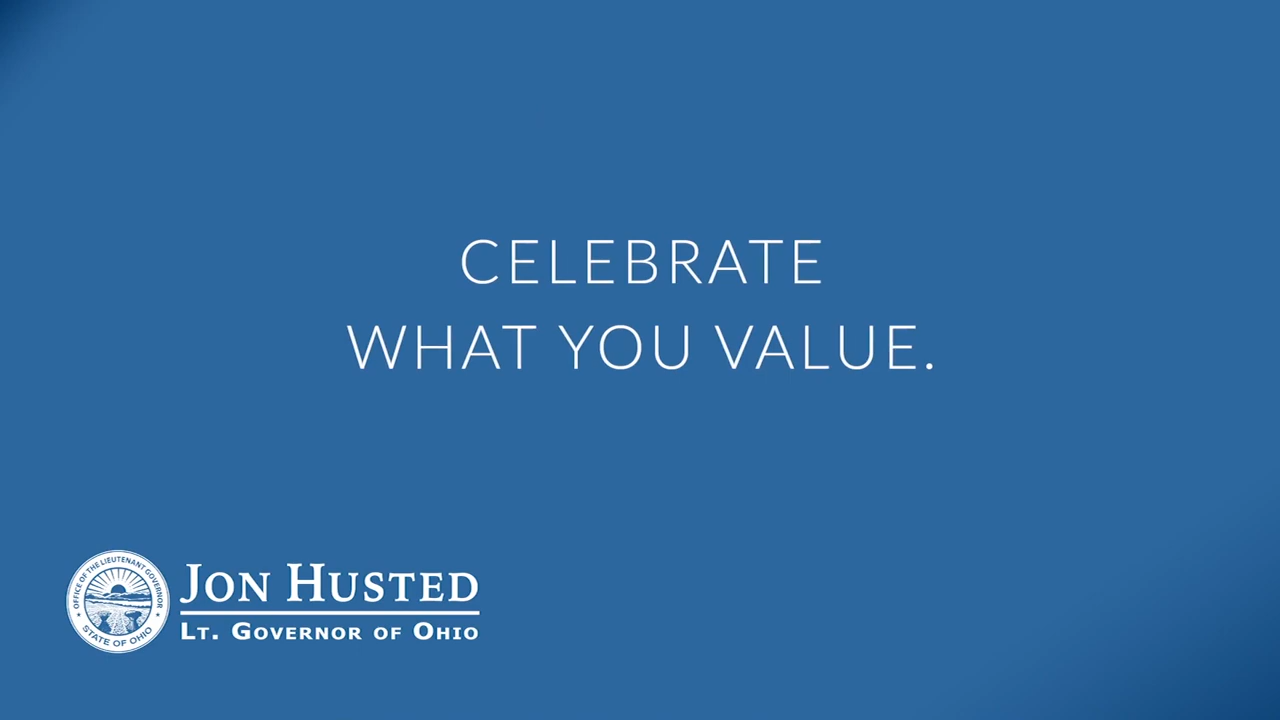 CELEBRATE
WHAT YOU VALUE.
OFFICE OF THE LIEUTENANT GOVERNOR
STATE OF OHIO
JON HUSTED
LT. GOVERNOR OF OHIO